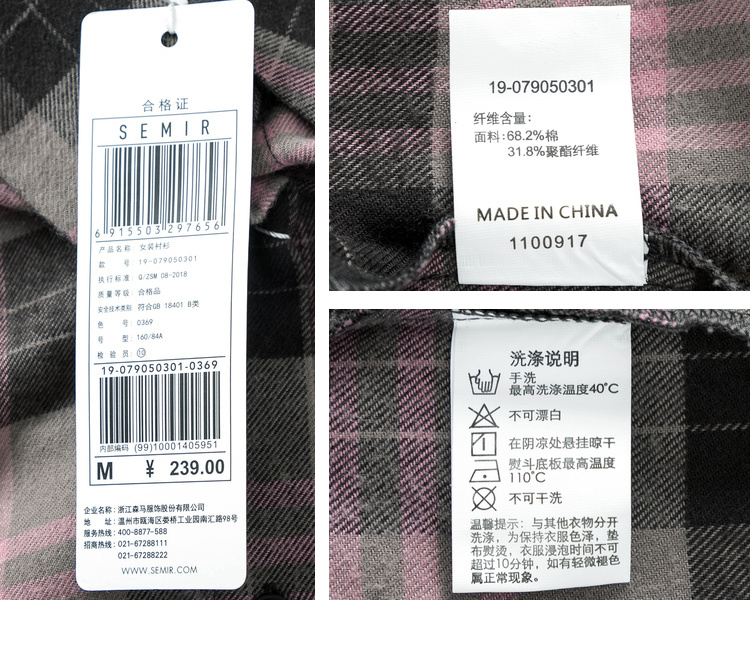 合格证
SEMIR
6 915503 297656
产品名称 女装衬衫
款 号 19-079050301
执行标准 Q/ZSM 08-2018
质量等级: 合格品
安全技术类别 符合GB 18401 B类
色 号: 0369
号 型: 160/84A
检 验 员: ⑩
19-079050301-0369
内部编码 (99)10001405951
M ¥ 239.00
企业名称: 浙江森马服饰股份有限公司
地 址: 温州市瓯海区娄桥工业园南汇路98号
服务热线: 400-8877-588
招商热线: 021-67288111
021-67288222
WWW.SEMIR.COM
19-079050301
纤维含量:
面料:68.2%棉
31.8%聚酯纤维
MADE IN CHINA
1100917
洗涤说明
手洗
最高洗涤温度40°C
不可漂白
在阴凉处悬挂晾干
熨斗底板最高温度
110°C
不可干洗
温馨提示: 与其他衣物分开
洗涤, 为保持衣服色泽, 垫
布熨烫, 衣服浸泡时间不可
超过10分钟, 如有轻微褪色
属正常现象。